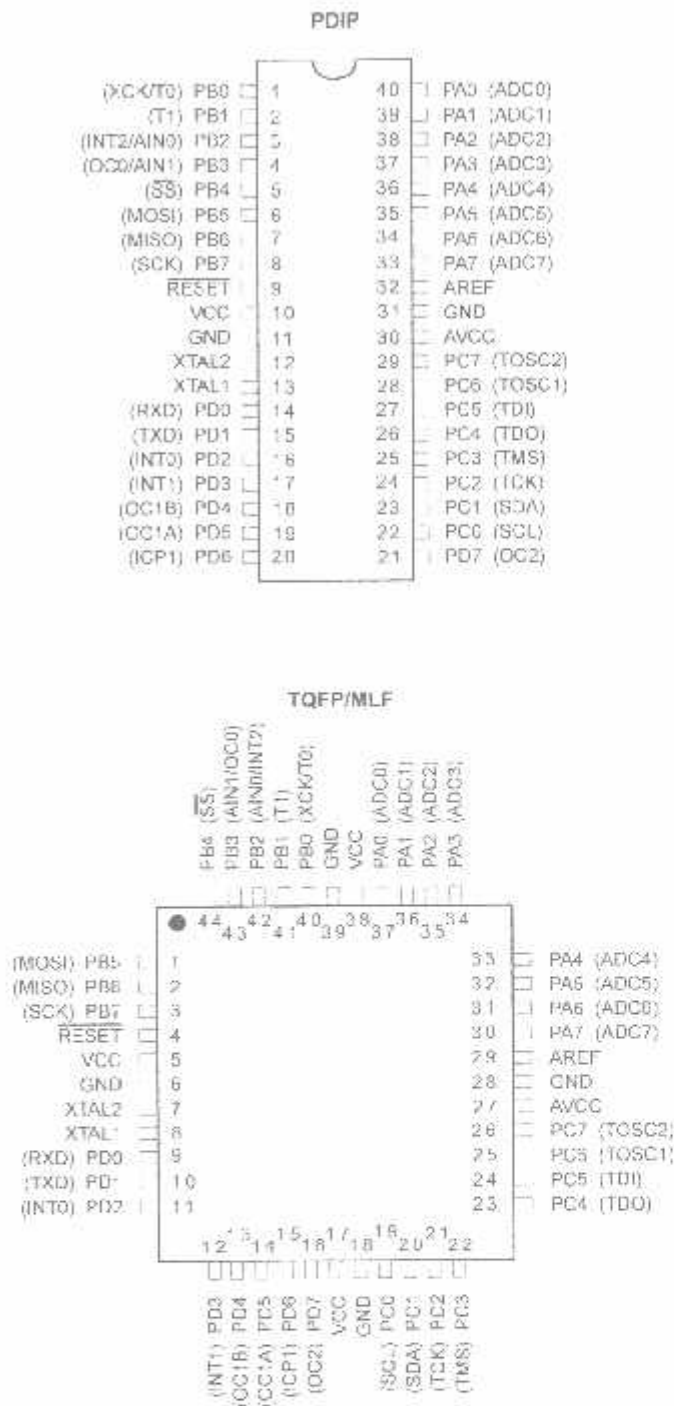 PDIP
(XCK/T0) PB0 1 40 PA0 (ADC0)
(T1) PB1 2 39 PA1 (ADC1)
(INT2/AIN0) PB2 3 38 PA2 (ADC2)
(OC0/AIN1) PB3 4 37 PA3 (ADC3)
(SS) PB4 5 36 PA4 (ADC4)
(MOSI) PB5 6 35 PA5 (ADC5)
(MISO) PB6 7 34 PA6 (ADC6)
(SCK) PB7 8 33 PA7 (ADC7)
RESET 9 32 AREF
VCC 10 31 GND
GND 11 30 AVCC
XTAL2 12 29 PC7 (TOSC2)
XTAL1 13 28 PC6 (TOSC1)
(RXD) PD0 14 27 PC5 (TDI)
(TXD) PD1 15 26 PC4 (TDO)
(INT0) PD2 16 25 PC3 (TMS)
(INT1) PD3 17 24 PC2 (TCK)
(OC1B) PD4 18 23 PC1 (SDA)
(OC1A) PD5 19 22 PC0 (SCL)
(ICP1) PD6 20 21 PD7 (OC2)
TQFP/MLF
PB4 (SS)
PB3 (AIN1/OC0)
PB2 (AIN0/INT2)
PB1 (T1)
PB0 (XCK/T0)
GND
VCC
PA0 (ADC0)
PA1 (ADC1)
PA2 (ADC2)
PA3 (ADC3)
44 43 42 41 40 39 38 37 36 35 34
(MOSI) PB5 1 33 PA4 (ADC4)
(MISO) PB6 2 32 PA5 (ADC5)
(SCK) PB7 3 31 PA6 (ADC6)
RESET 4 30 PA7 (ADC7)
VCC 5 29 AREF
GND 6 28 GND
XTAL2 7 27 AVCC
XTAL1 8 26 PC7 (TOSC2)
(RXD) PD0 9 25 PC6 (TOSC1)
(TXD) PD1 10 24 PC5 (TDI)
(INT0) PD2 11 23 PC4 (TDO)
12 13 14 15 16 17 18 19 20 21 22
(INT1) PD3
(OC1B) PD4
(OC1A) PD5
(ICP1) PD6
(OC2) PD7
VCC
GND
(SCL) PC0
(SDA) PC1
(TCK) PC2
(TMS) PC3